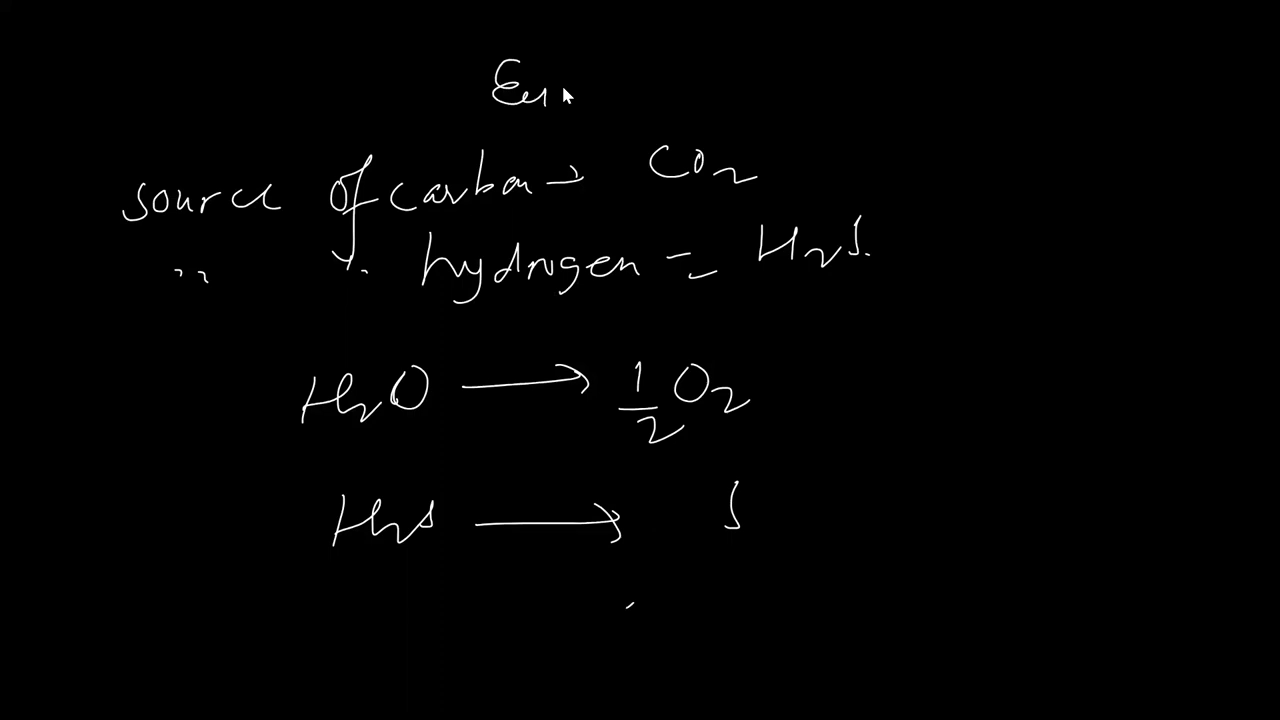 source of carbon → CO2
" " hydrogen = H2S.
H2O → 1/2 O2
H2S → S